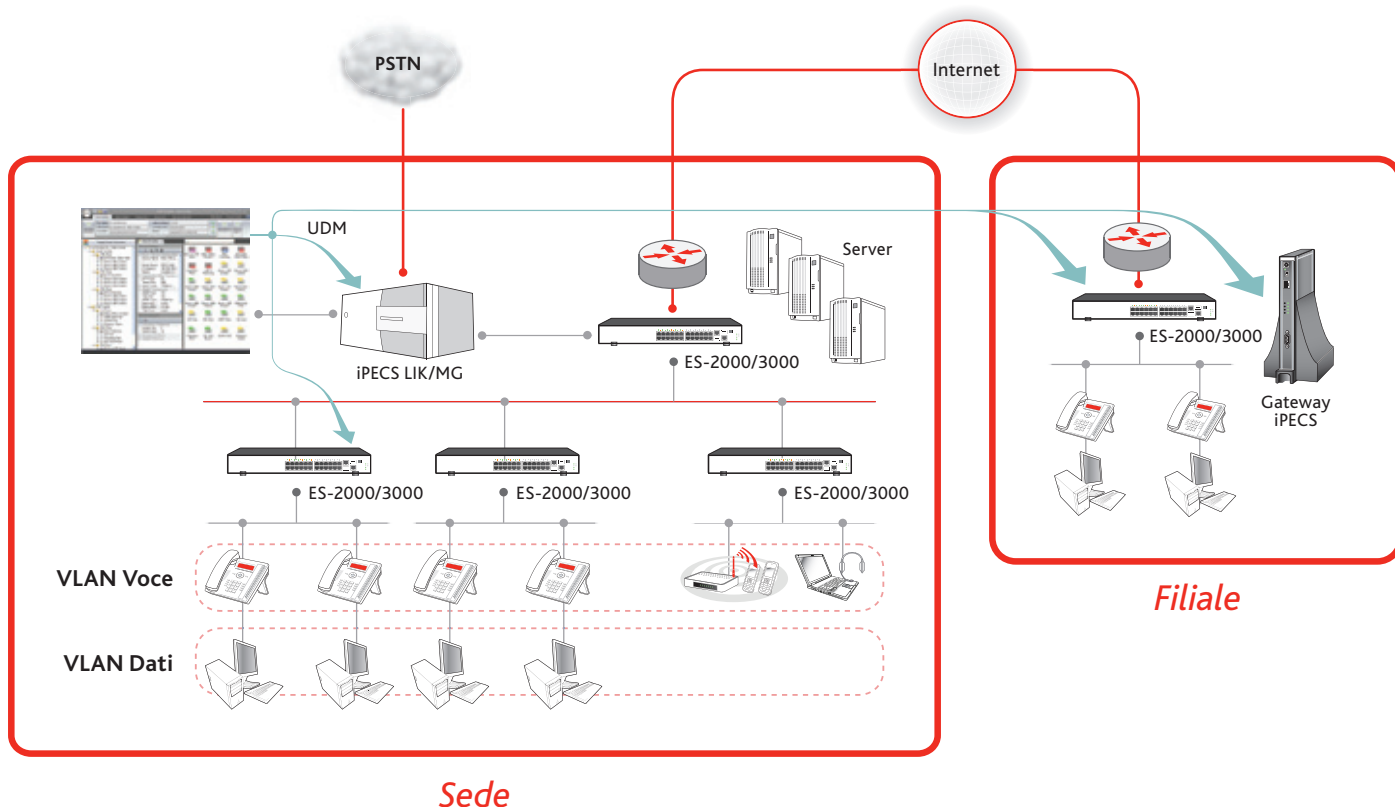 PSTN
Internet
UDM
Server
iPECS LIK/MG
ES-2000/3000
ES-2000/3000
Gateway
iPECS
ES-2000/3000
ES-2000/3000
ES-2000/3000
VLAN Voce
Filiale
VLAN Dati
Sede